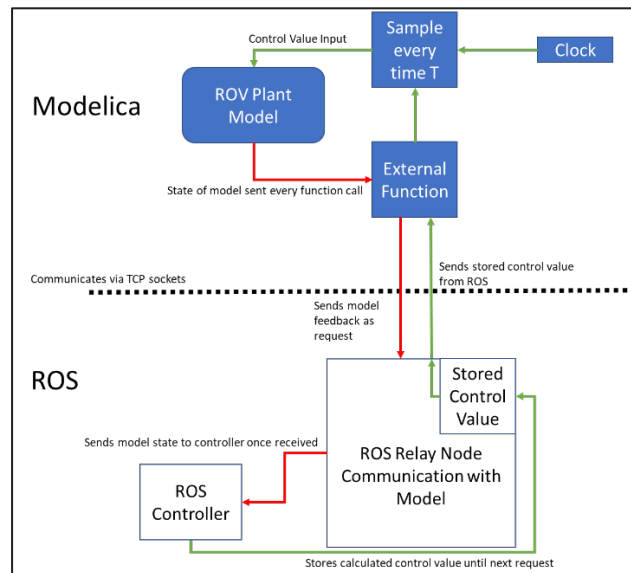 Control Value Input
Sample
every
time T
Clock
Modelica
ROV Plant
Model
External
Function
State of model sent every function call
Communicates via TCP sockets
Sends stored control value
from ROS
Sends model
feedback as
request
ROS
Stored
Control
Value
Sends model state to controller once received
ROS Relay Node
Communication with
Model
ROS
Controller
Stores calculated control value until next request